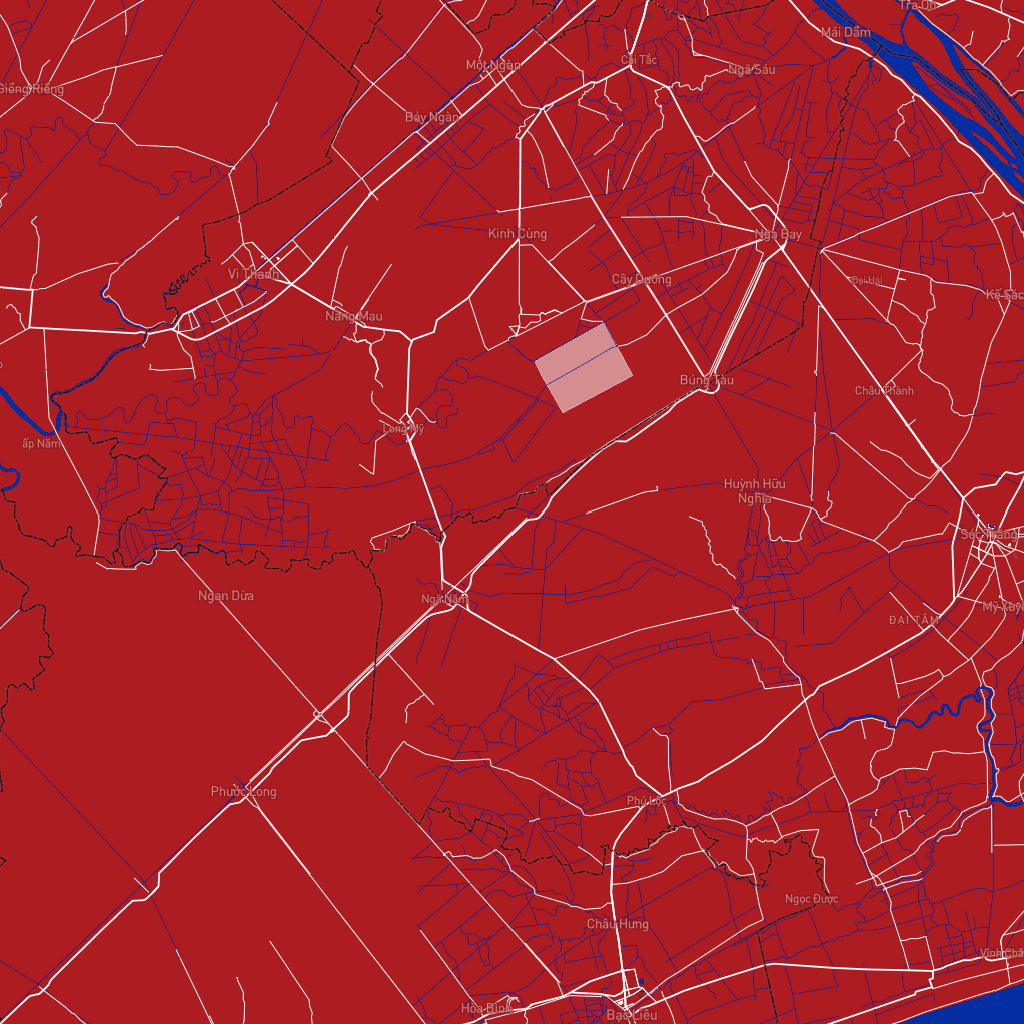 Trà Ôn
Mái Dầm
Cái Tắc
Một Ngàn
Ngã Sáu
Giồng Riềng
Bảy Ngàn
Kinh Cùng
Ngã Bảy
Vị Thanh
Cây Dương
Đại Hải
Kế Sác
Nàng Mau
Búng Tàu
Châu Thành
Long Mỹ
ấp Năm
Huỳnh Hữu
Nghĩa
Sóc Trăng
Ngan Dừa
Ngã Năm
Mỹ Xuyê
ĐẠI TÂM
Phước Long
Phú Lộc
Ngọc Được
Châu Hưng
Vĩnh Châ
Hòa Bình
Bạc Liêu